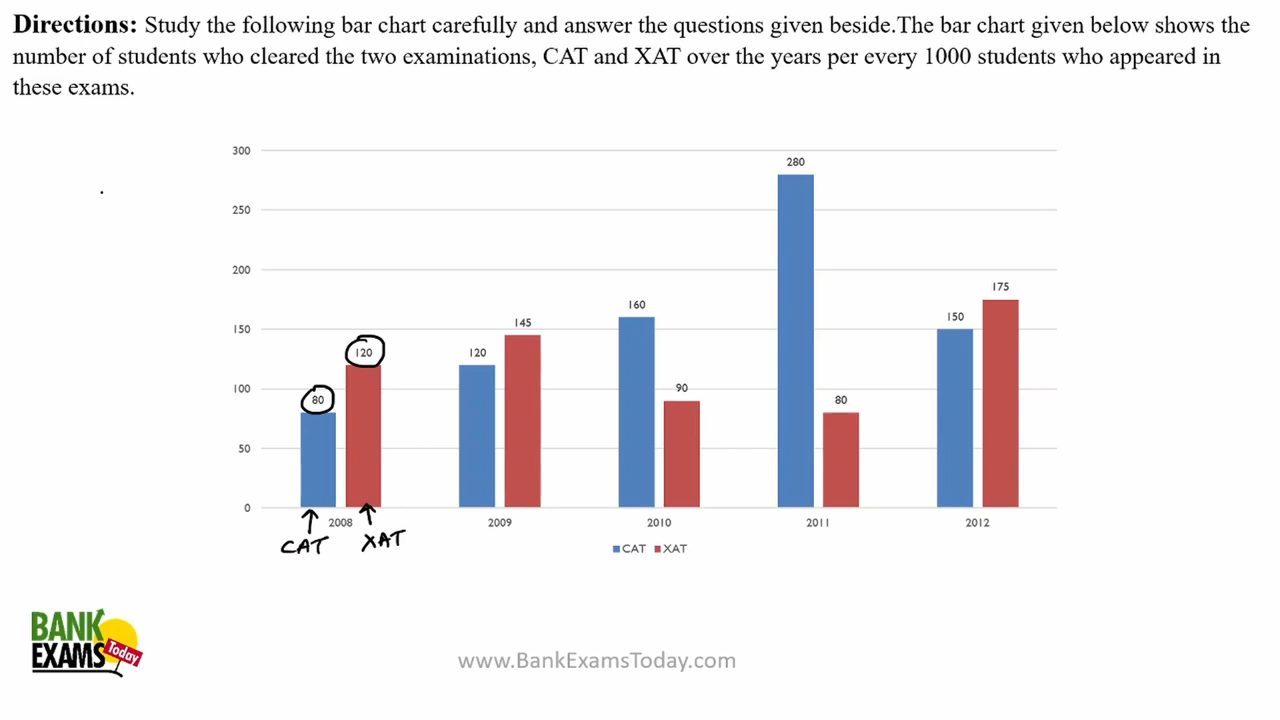 Directions: Study the following bar chart carefully and answer the questions given beside.The bar chart given below shows the
number of students who cleared the two examinations, CAT and XAT over the years per every 1000 students who appeared in
these exams.
300
280
250
200
175
160
150
150
145
120
120
100
90
80
80
50
0
2008
2009
2010
2011
2012
CAT
XAT
CAT XAT
BANK
EXAMS
Today
www.BankExamsToday.com